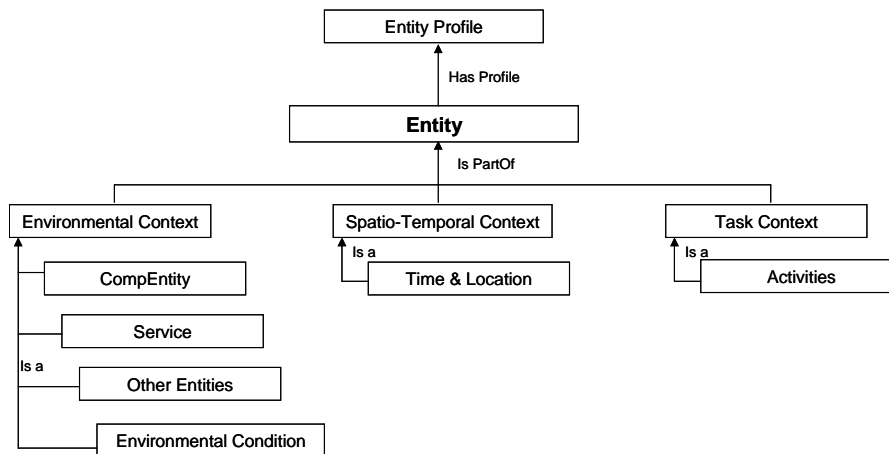 Entity Profile
Has Profile
Entity
Is PartOf
Environmental Context
Spatio-Temporal Context
Task Context
Is a
Is a
CompEntity
Time & Location
Activities
Service
Is a
Other Entities
Environmental Condition